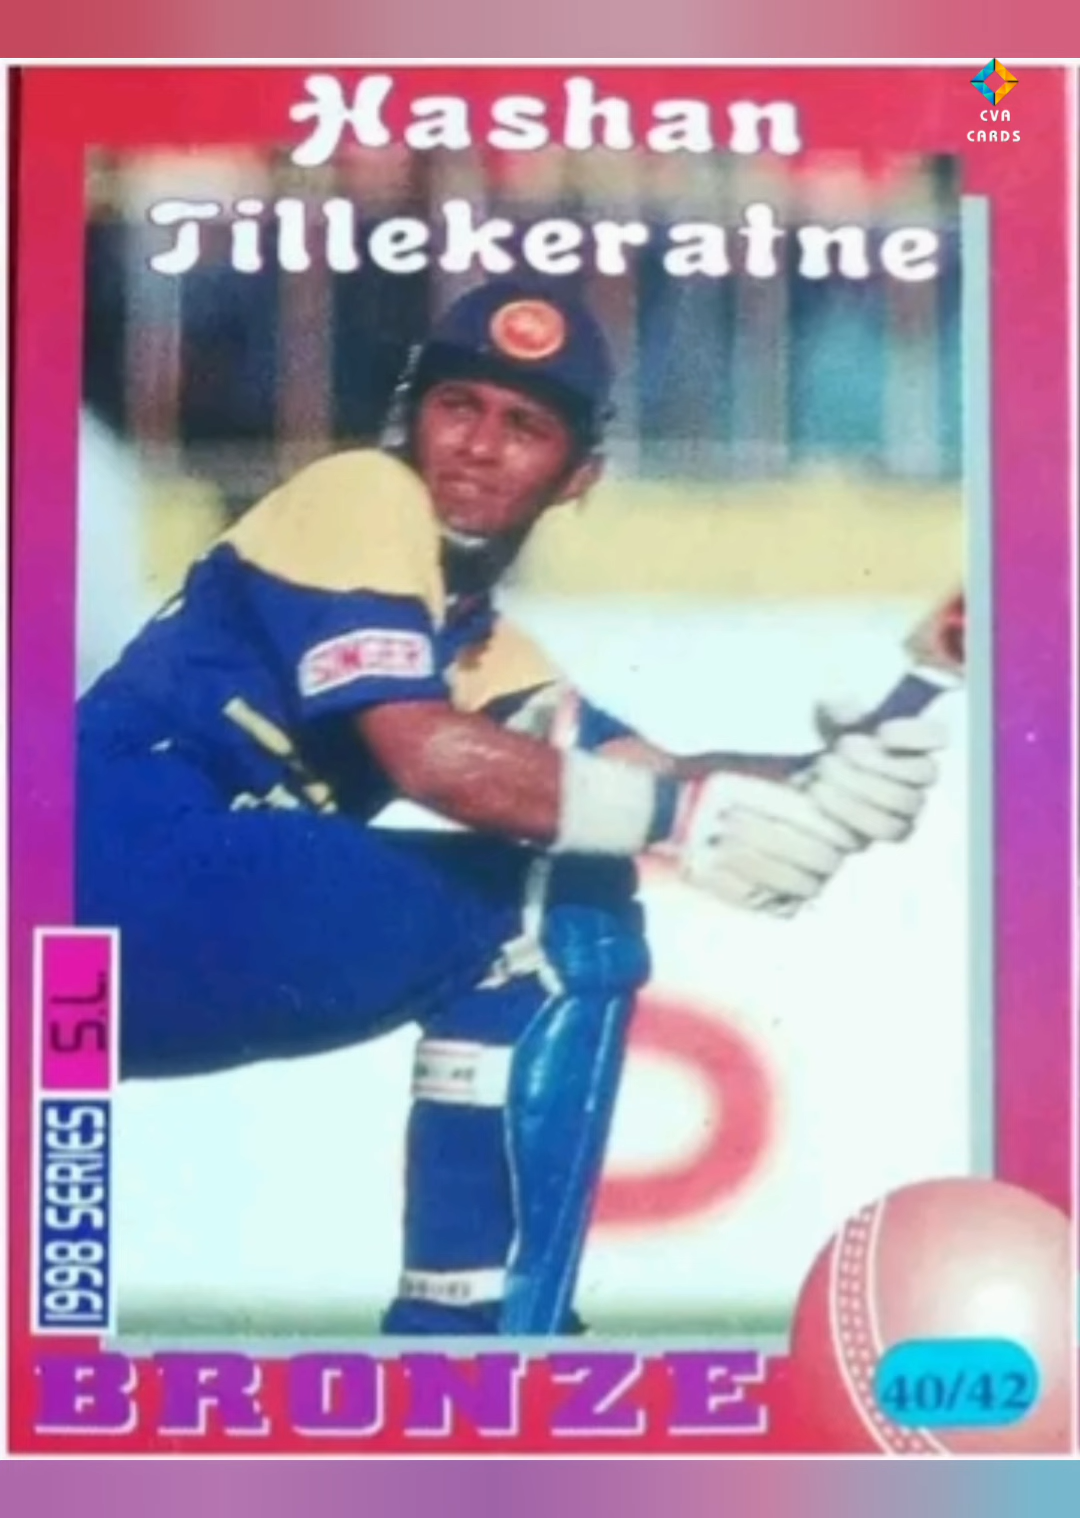 Hashan
Tillekeratne
CVA
CARDS
SINGER
S.L.
1998 SERIES
BRONZE
40/42